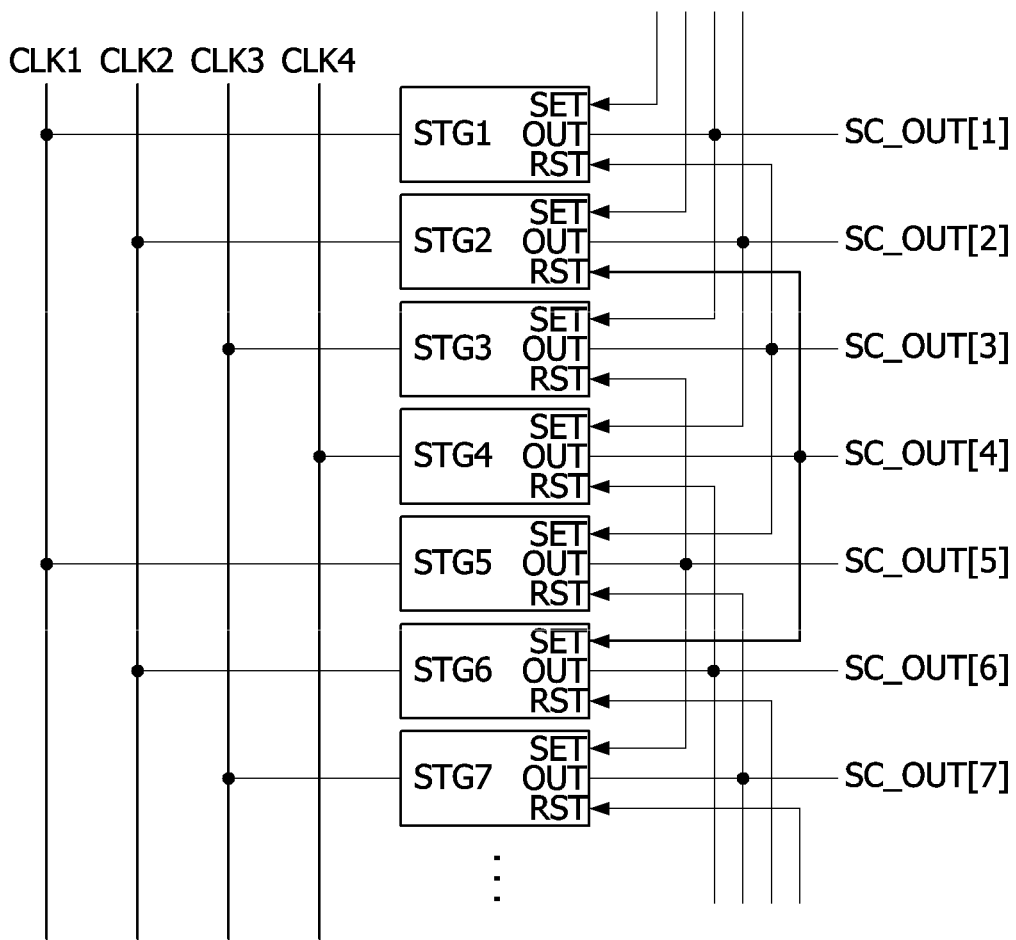 CLK1 CLK2 CLK3 CLK4
STG1 SET OUT RST SC_OUT[1]
STG2 SET OUT RST SC_OUT[2]
STG3 SET OUT RST SC_OUT[3]
STG4 SET OUT RST SC_OUT[4]
STG5 SET OUT RST SC_OUT[5]
STG6 SET OUT RST SC_OUT[6]
STG7 SET OUT RST SC_OUT[7]